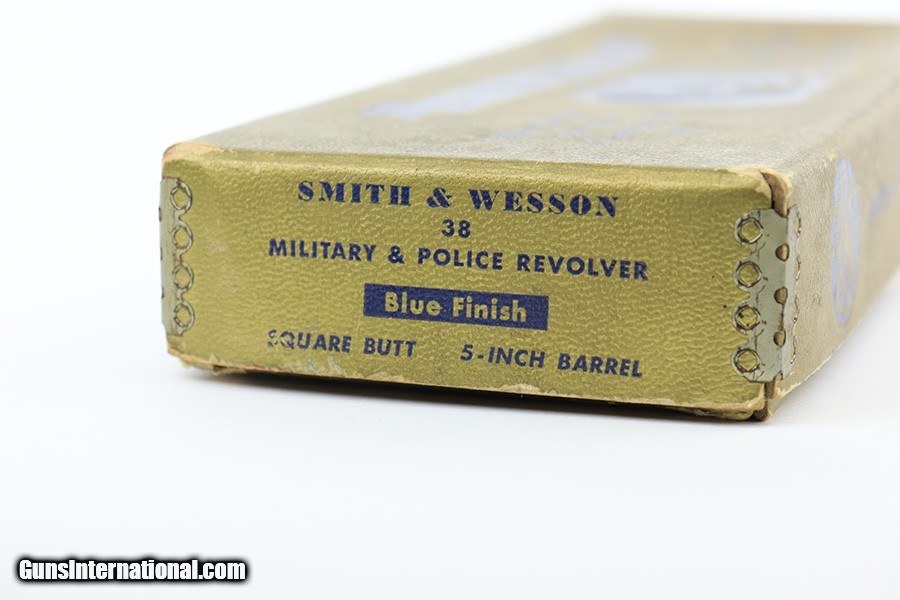 SMITH & WESSON
38
MILITARY & POLICE REVOLVER
Blue Finish
SQUARE BUTT 5-INCH BARREL
GunsInternational.com